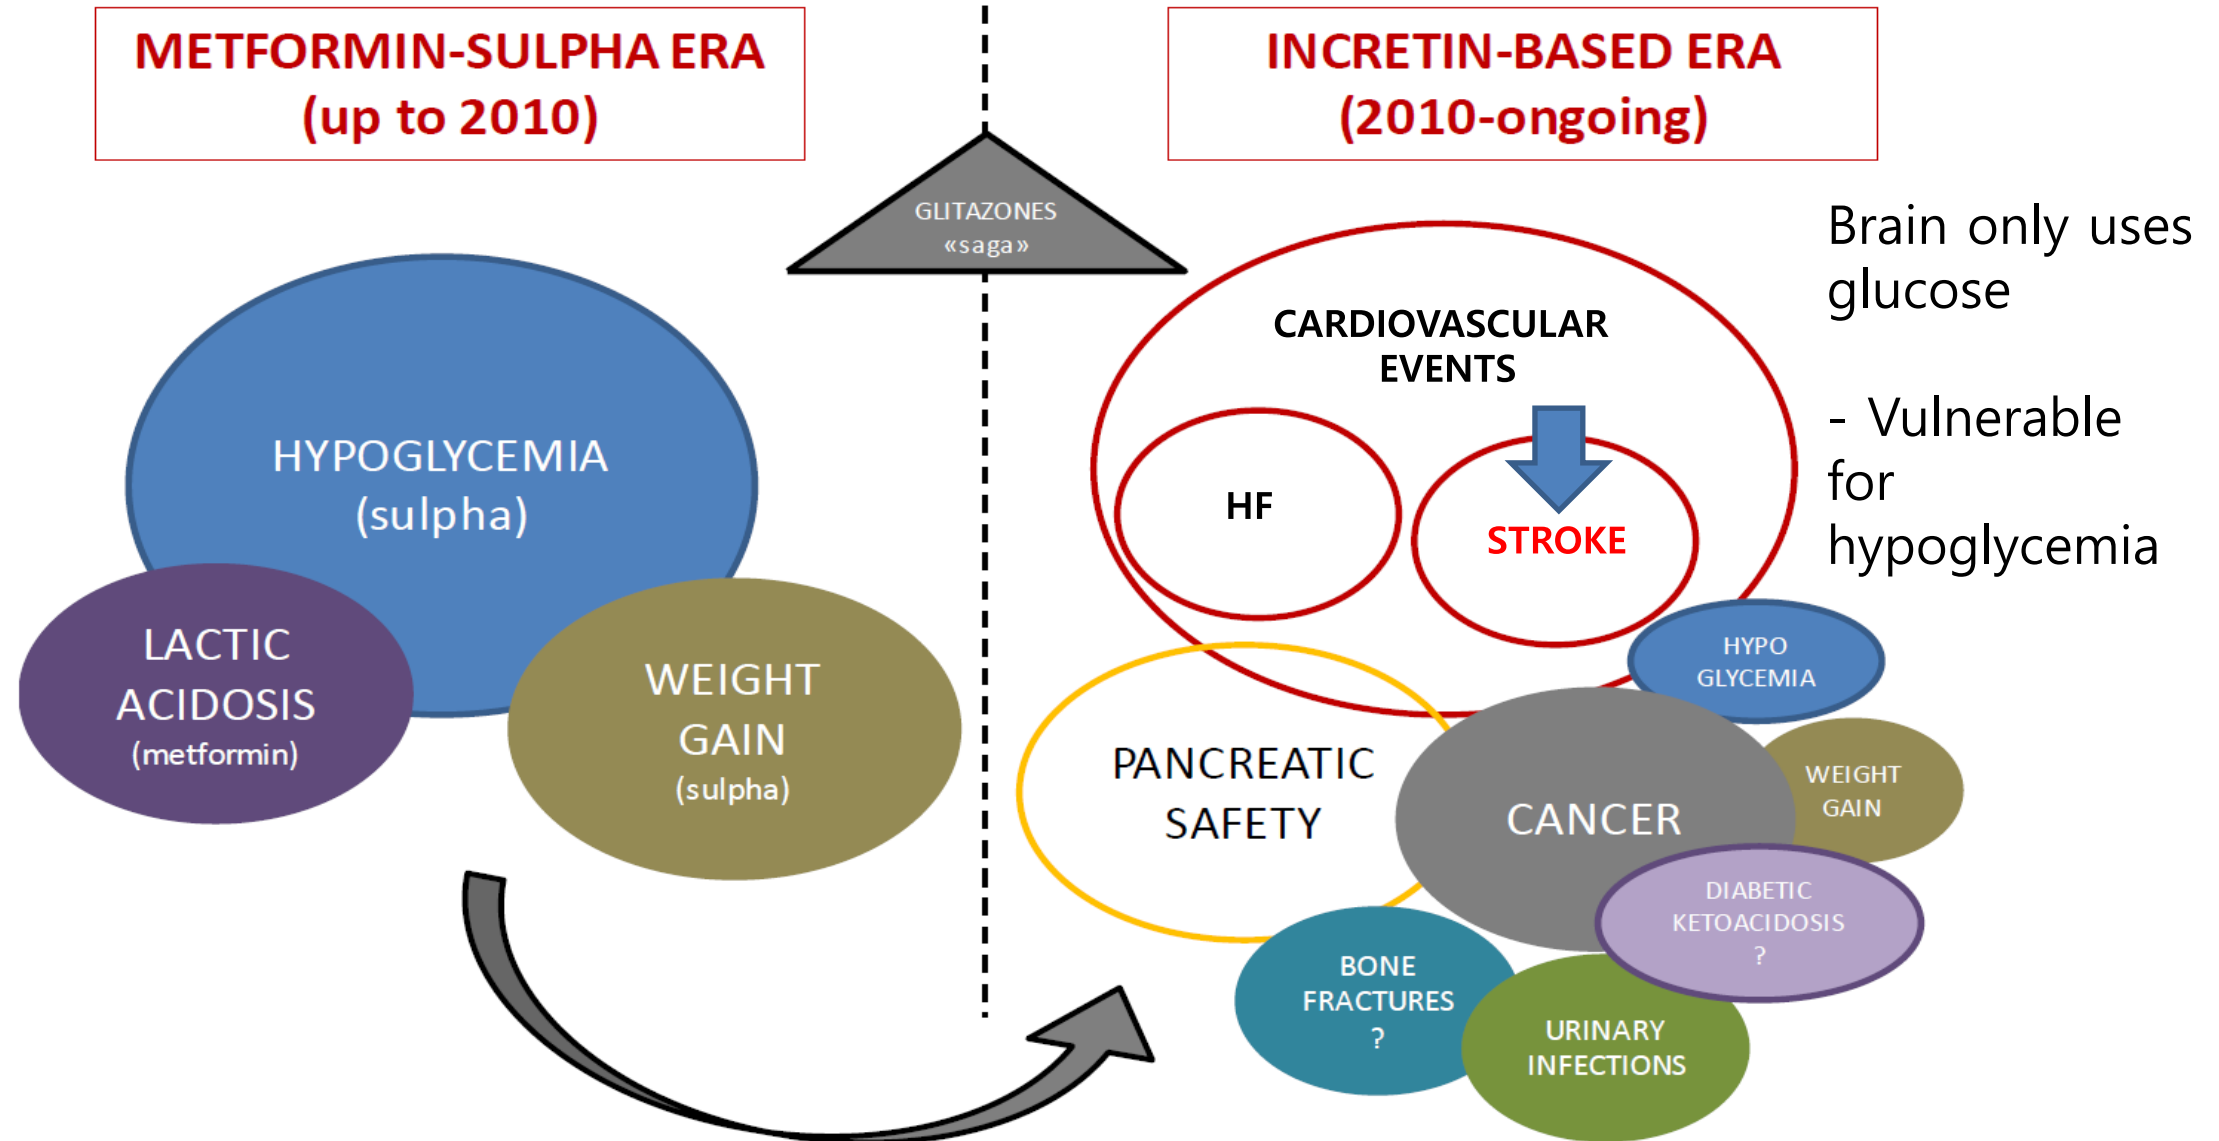 METFORMIN-SULPHA ERA
(up to 2010)
INCRETIN-BASED ERA
(2010-ongoing)
GLITAZONES
«saga»
HYPOGLYCEMIA
(sulpha)
LACTIC
ACIDOSIS
(metformin)
WEIGHT
GAIN
(sulpha)
CARDIOVASCULAR
EVENTS
HF
STROKE
HYPO
GLYCEMIA
PANCREATIC
SAFETY
CANCER
WEIGHT
GAIN
DIABETIC
KETOACIDOSIS
?
BONE
FRACTURES
?
URINARY
INFECTIONS
Brain only uses
glucose
- Vulnerable
for
hypoglycemia